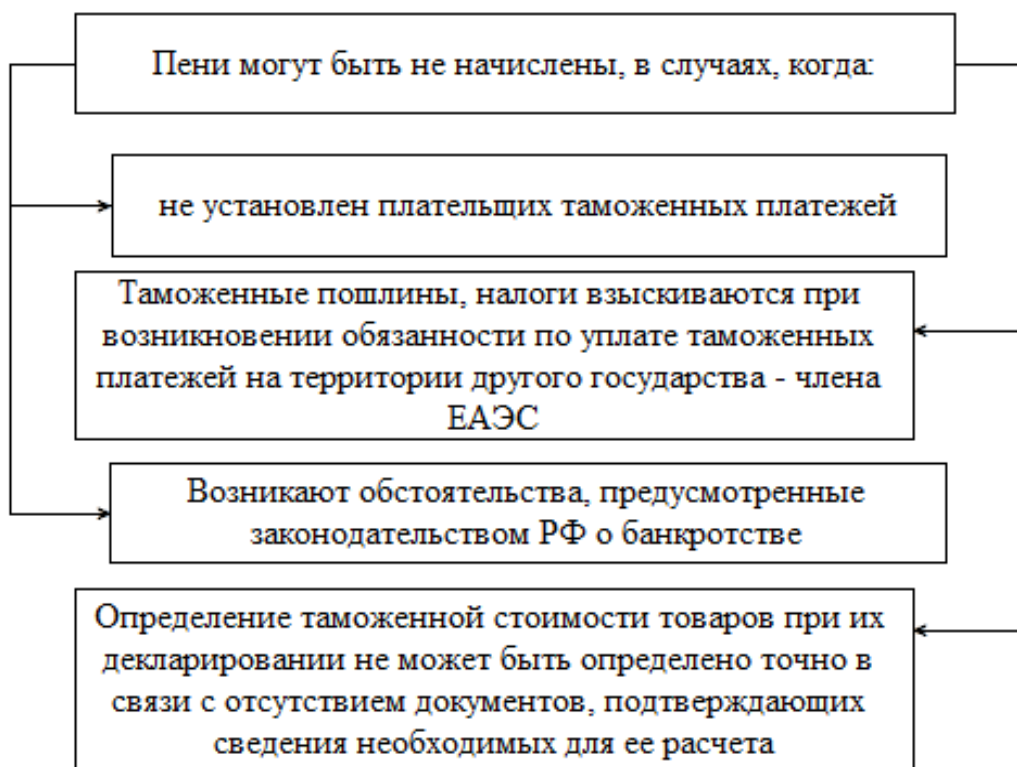 Пени могут быть не начислены, в случаях, когда:
не установлен плательщих таможенных платежей
Таможенные пошлины, налоги взыскиваются при
возникновении обязанности по уплате таможенных
платежей на территории другого государства - члена
ЕАЭС
Возникают обстоятельства, предусмотренные
законодательством РФ о банкротстве
Определение таможенной стоимости товаров при их
декларировании не может быть определено точно в
связи с отсутствием документов, подтверждающих
сведения необходимых для ее расчета